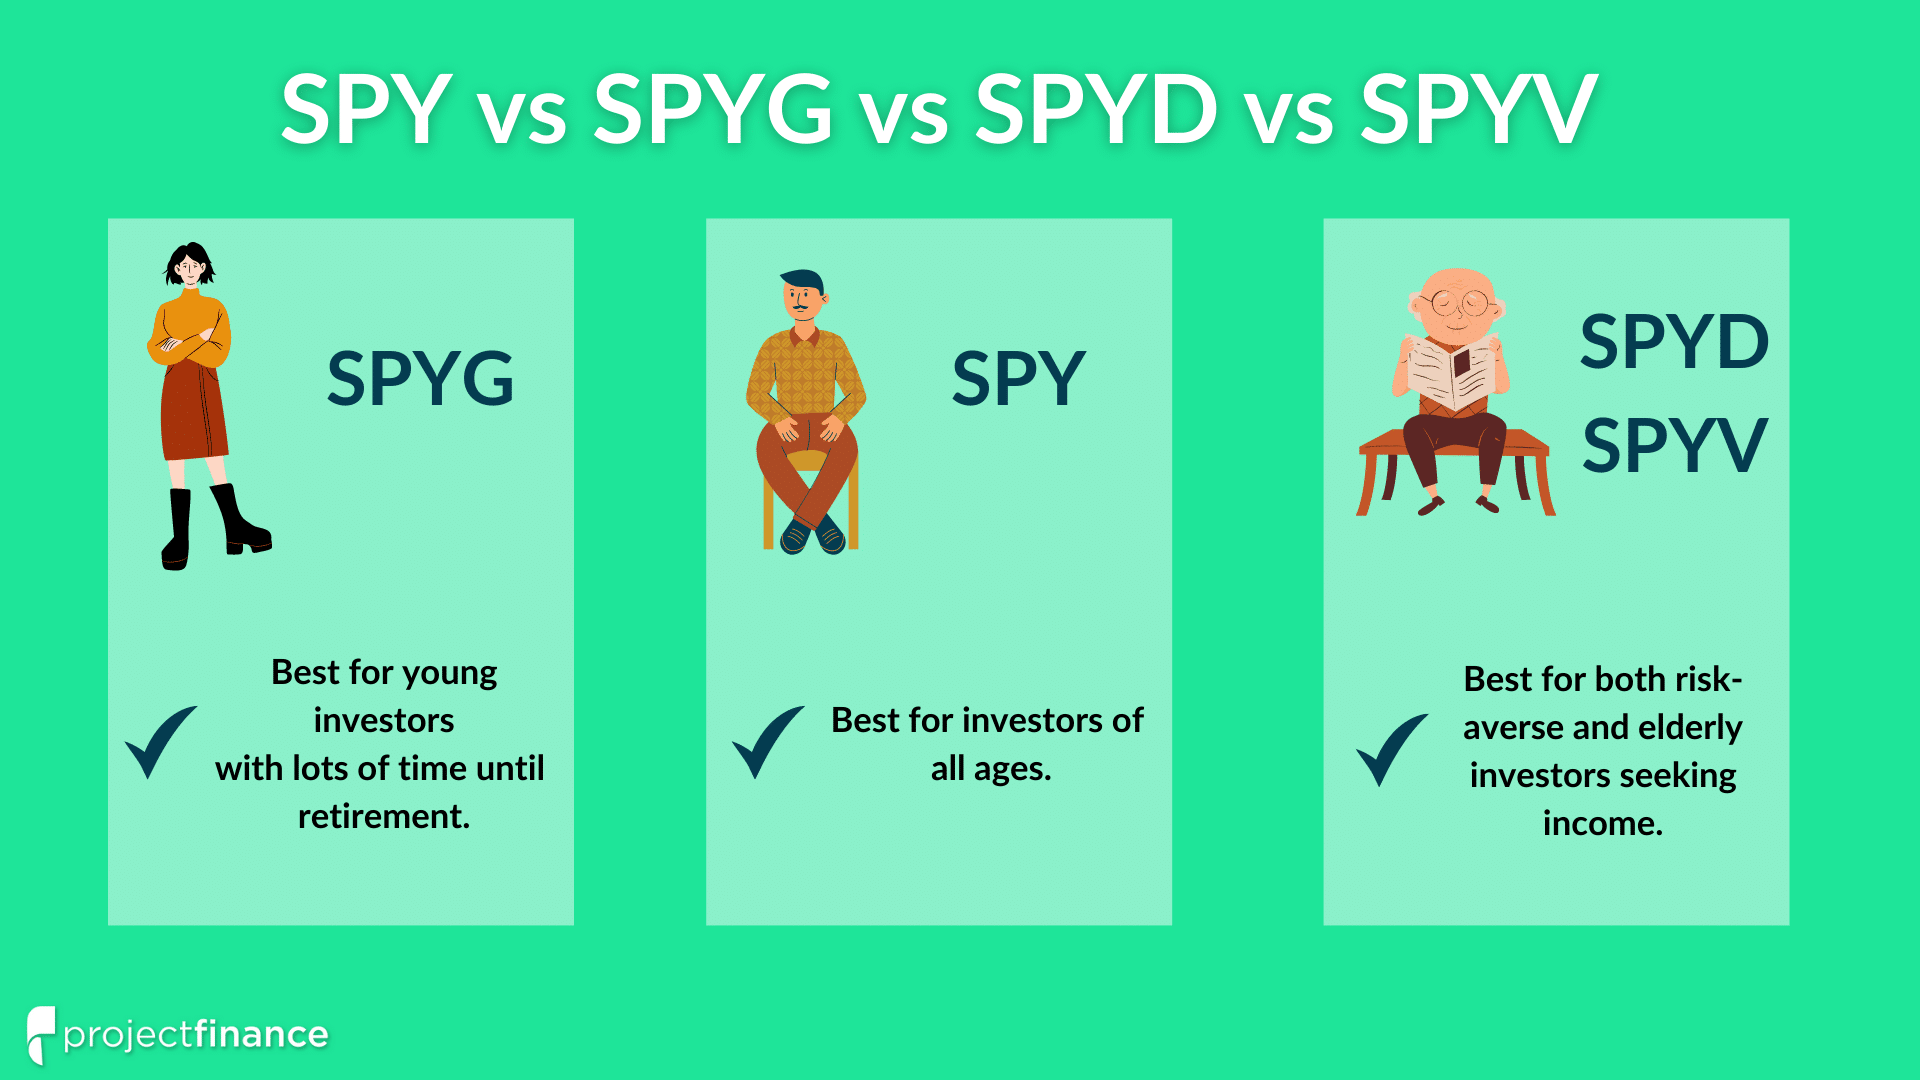 SPY vs SPYG vs SPYD vs SPYV
SPYG
Best for young
investors
with lots of time until
retirement.
SPY
Best for investors of
all ages.
SPYD
SPYV
Best for both risk-
averse and elderly
investors seeking
income.
projectfinance